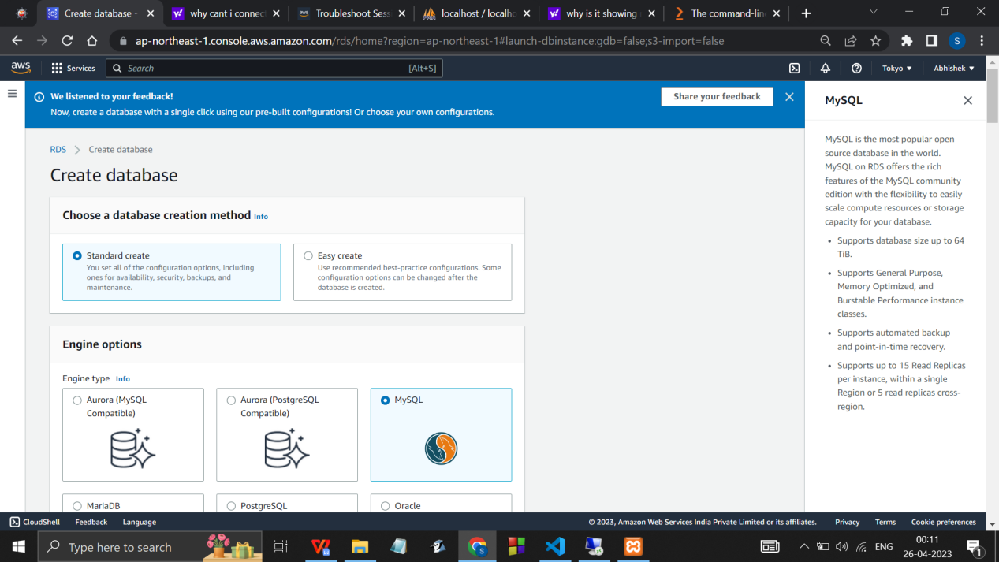 Create database -
why cant i connec
Troubleshoot Sess
localhost / localho
why is it showing
The command-lin
ap-northeast-1.console.aws.amazon.com/rds/home?region=ap-northeast-1#launch-dbinstance:gdb=false;s3-import=false
S
aws
Services
Search
[Alt+S]
Tokyo
Abhishek
We listened to your feedback!
Now, create a database with a single click using our pre-built configurations! Or choose your own configurations.
Share your feedback
RDS
Create database
Create database
Choose a database creation method Info
Standard create
You set all of the configuration options, including
ones for availability, security, backups, and
maintenance.
Easy create
Use recommended best-practice configurations. Some
configuration options can be changed after the
database is created.
Engine options
Engine type Info
Aurora (MySQL
Compatible)
Aurora (PostgreSQL
Compatible)
MySQL
MariaDB
PostgreSQL
Oracle
MySQL
MySQL is the most popular open
source database in the world.
MySQL on RDS offers the rich
features of the MySQL community
edition with the flexibility to easily
scale compute resources or storage
capacity for your database.
• Supports database size up to 64
TiB.
• Supports General Purpose,
Memory Optimized, and
Burstable Performance instance
classes.
• Supports automated backup
and point-in-time recovery.
• Supports up to 15 Read Replicas
per instance, within a single
Region or 5 read replicas cross-
region.
CloudShell
Feedback
Language
© 2023, Amazon Web Services India Private Limited or its affiliates.
Privacy
Terms
Cookie preferences
Type here to search
ENG
00:11
26-04-2023
1